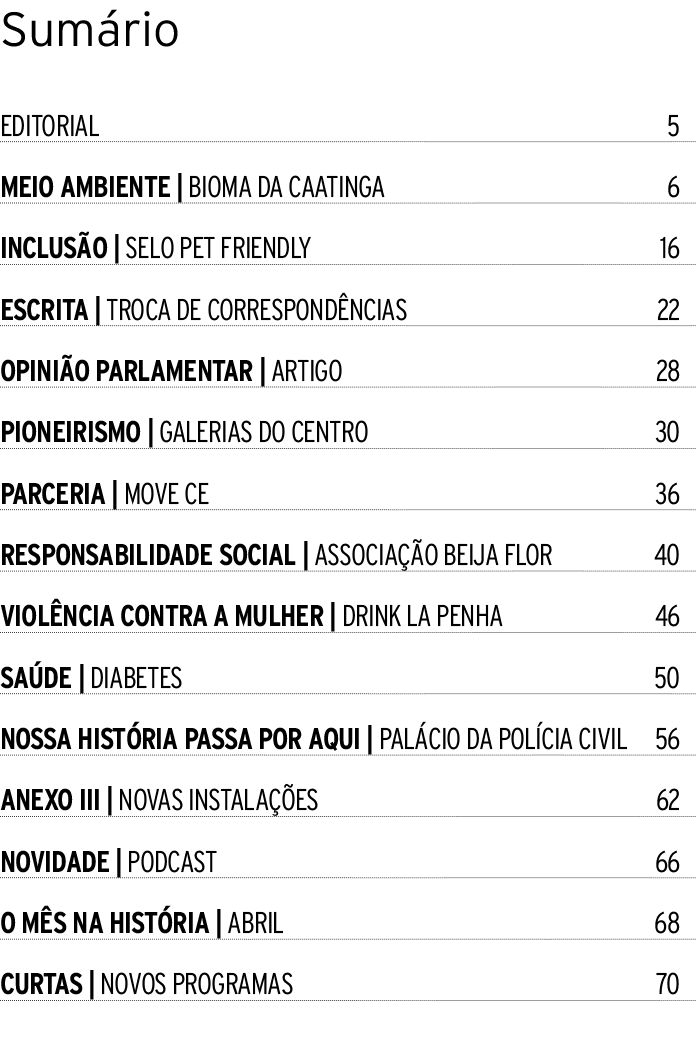 Sumário
EDITORIAL 5
MEIO AMBIENTE | BIOMA DA CAATINGA 6
INCLUSÃO | SELO PET FRIENDLY 16
ESCRITA | TROCA DE CORRESPONDÊNCIAS 22
OPINIÃO PARLAMENTAR | ARTIGO 28
PIONEIRISMO | GALERIAS DO CENTRO 30
PARCERIA | MOVE CE 36
RESPONSABILIDADE SOCIAL | ASSOCIAÇÃO BEIJA FLOR 40
VIOLÊNCIA CONTRA A MULHER | DRINK LA PENHA 46
SAÚDE | DIABETES 50
NOSSA HISTÓRIA PASSA POR AQUI | PALÁCIO DA POLÍCIA CIVIL 56
ANEXO III | NOVAS INSTALAÇÕES 62
NOVIDADE | PODCAST 66
O MÊS NA HISTÓRIA | ABRIL 68
CURTAS | NOVOS PROGRAMAS 70